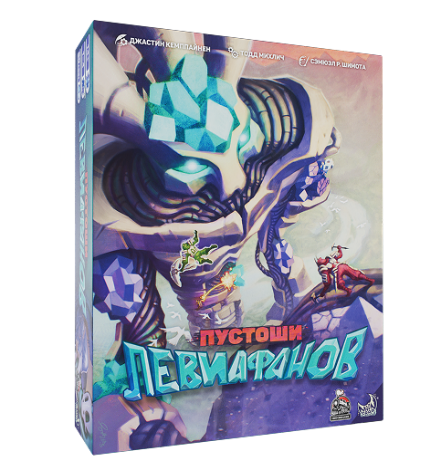 ДЖАСТИН КЕМППАЙНЕН ТОДД МИХЛИЧ СЭМЮЭЛ Р. ШИМОТА
ПУСТОШИ
ЛЕВИАФАНОВ